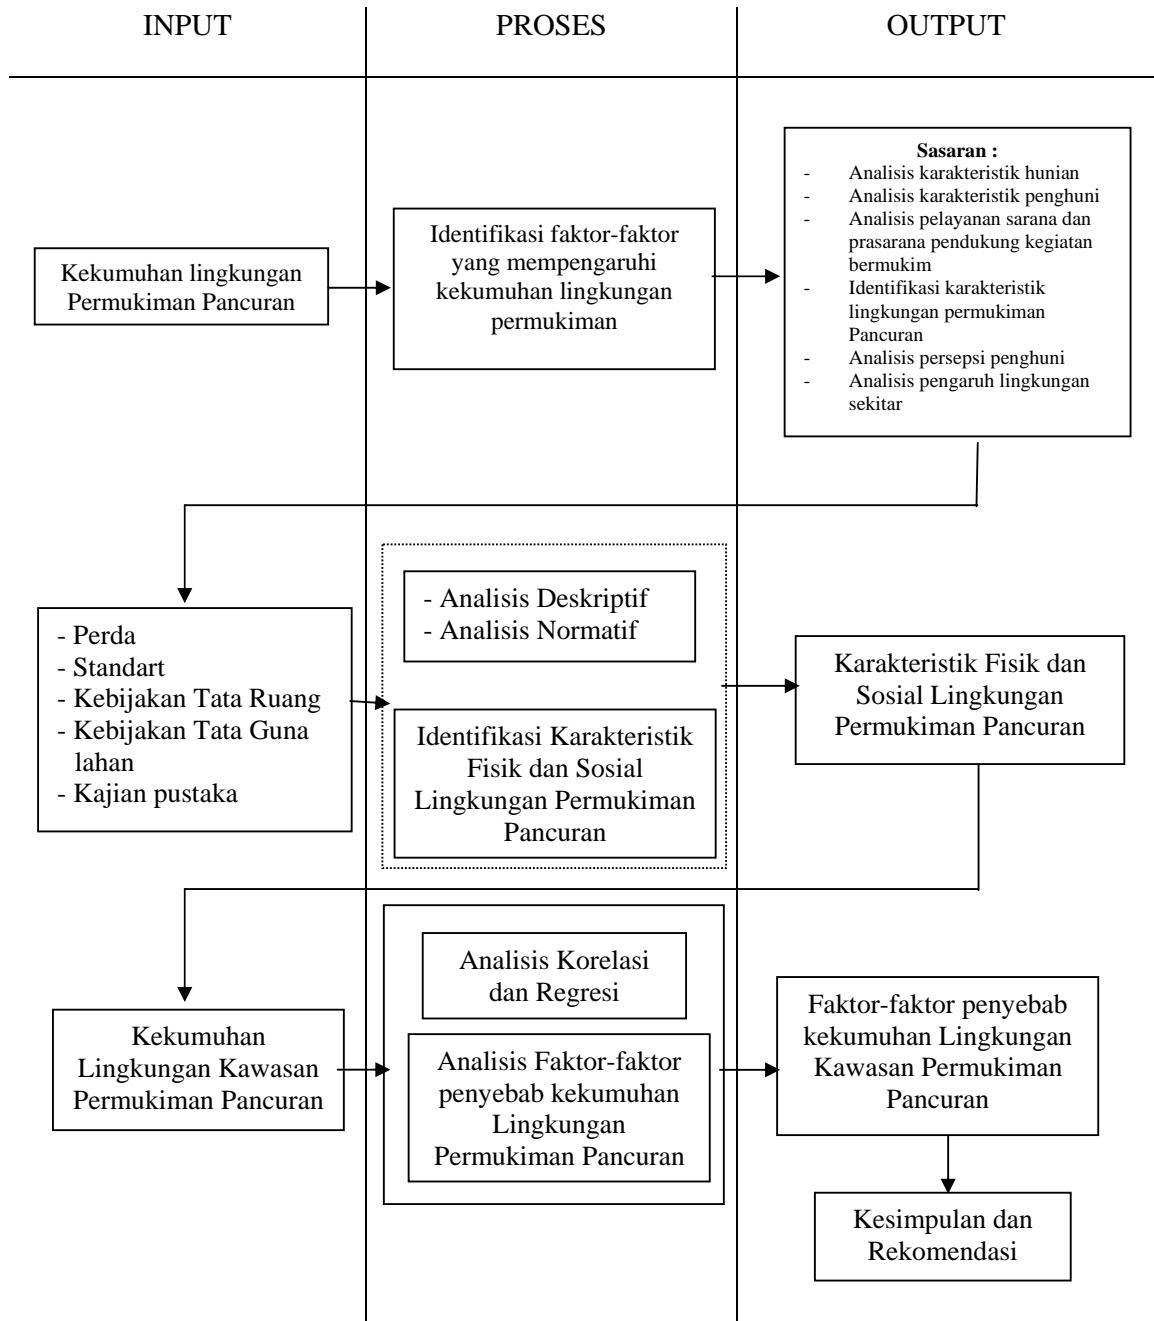 INPUT
PROSES
OUTPUT
Kekumuhan lingkungan
Permukiman Pancuran
Identifikasi faktor-faktor
yang mempengaruhi
kekumuhan lingkungan
permukiman
Sasaran :
- Analisis karakteristik hunian
- Analisis karakteristik penghuni
- Analisis pelayanan sarana dan
prasarana pendukung kegiatan
bermukim
- Identifikasi karakteristik
lingkungan permukiman
Pancuran
- Analisis persepsi penghuni
- Analisis pengaruh lingkungan
sekitar
- Perda
- Standart
- Kebijakan Tata Ruang
- Kebijakan Tata Guna
lahan
- Kajian pustaka
- Analisis Deskriptif
- Analisis Normatif
Identifikasi Karakteristik
Fisik dan Sosial
Lingkungan Permukiman
Pancuran
Karakteristik Fisik dan
Sosial Lingkungan
Permukiman Pancuran
Kekumuhan
Lingkungan Kawasan
Permukiman Pancuran
Analisis Korelasi
dan Regresi
Analisis Faktor-faktor
penyebab kekumuhan
Lingkungan
Permukiman Pancuran
Faktor-faktor penyebab
kekumuhan Lingkungan
Kawasan Permukiman
Pancuran
Kesimpulan dan
Rekomendasi